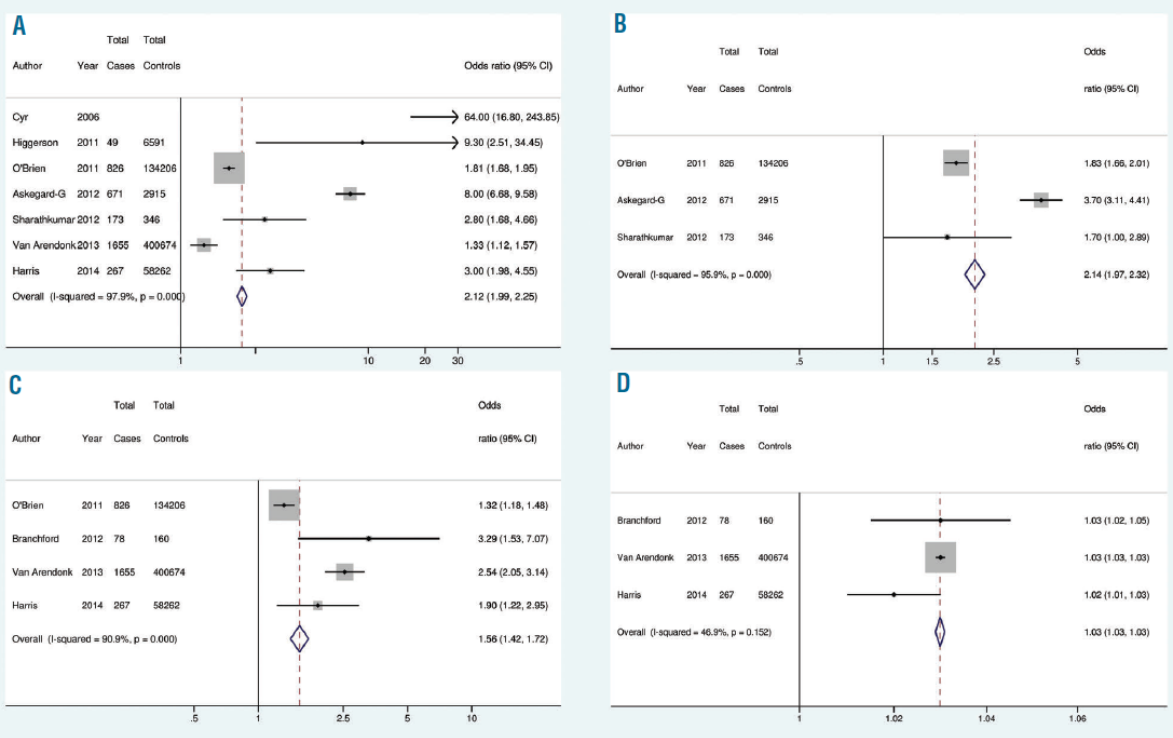 A
Total Total
Author Year Cases Controls Odds ratio (95% CI)
Cyr 2006 64.00 (16.80, 243.85)
Higgerson 2011 49 6591 9.30 (2.51, 34.45)
O'Brien 2011 826 134206 1.81 (1.68, 1.95)
Askegard-G 2012 671 2915 8.00 (6.68, 9.58)
Sharathkumar 2012 173 346 2.80 (1.68, 4.66)
Van Arendonk 2013 1655 400674 1.33 (1.12, 1.57)
Harris 2014 267 58262 3.00 (1.98, 4.55)
Overall (I-squared = 97.9%, p = 0.000) 2.12 (1.99, 2.25)
1 10 20 30
B
Total Total Odds
Author Year Cases Controls ratio (95% CI)
O'Brien 2011 826 134206 1.83 (1.66, 2.01)
Askegard-G 2012 671 2915 3.70 (3.11, 4.41)
Sharathkumar 2012 173 346 1.70 (1.00, 2.89)
Overall (I-squared = 95.9%, p = 0.000) 2.14 (1.97, 2.32)
.5 1 1.5 2.5 5
C
Total Total Odds
Author Year Cases Controls ratio (95% CI)
O'Brien 2011 826 134206 1.32 (1.18, 1.48)
Branchford 2012 78 160 3.29 (1.53, 7.07)
Van Arendonk 2013 1655 400674 2.54 (2.05, 3.14)
Harris 2014 267 58262 1.90 (1.22, 2.95)
Overall (I-squared = 90.9%, p = 0.000) 1.56 (1.42, 1.72)
.5 1 2.5 5 10
D
Total Total Odds
Author Year Cases Controls ratio (95% CI)
Branchford 2012 78 160 1.03 (1.02, 1.05)
Van Arendonk 2013 1655 400674 1.03 (1.03, 1.03)
Harris 2014 267 58262 1.02 (1.01, 1.03)
Overall (I-squared = 46.9%, p = 0.152) 1.03 (1.03, 1.03)
1 1.02 1.04 1.06